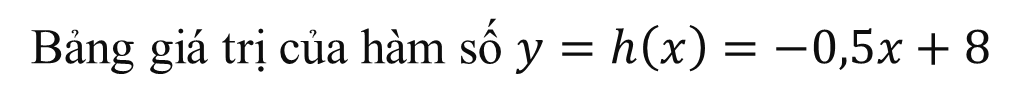 Bảng giá trị của hàm số y = h(x) = −0,5x + 8